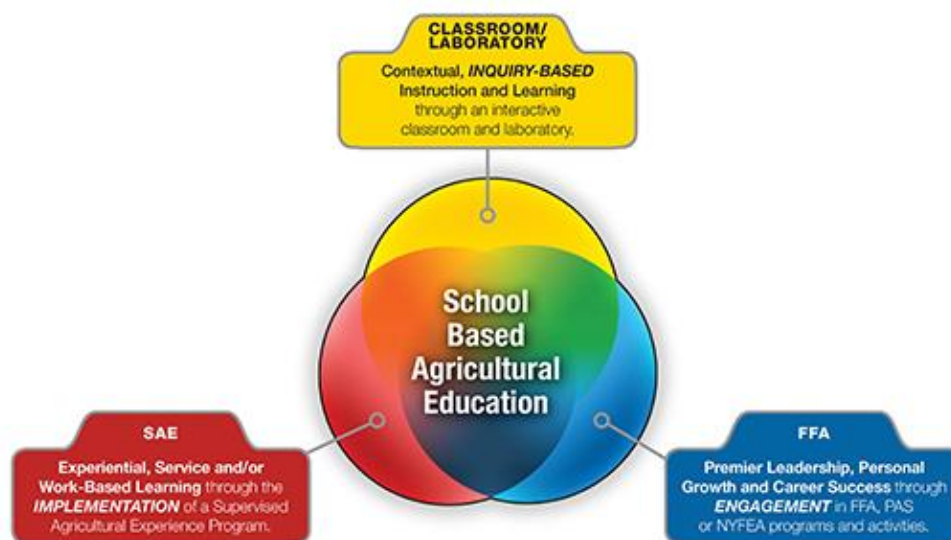 CLASSROOM/
LABORATORY
Contextual, INQUIRY-BASED
Instruction and Learning
through an interactive
classroom and laboratory.
School
Based
Agricultural
Education
SAE
Experiential, Service and/or
Work-Based Learning through the
IMPLEMENTATION of a Supervised
Agricultural Experience Program.
FFA
Premier Leadership, Personal
Growth and Career Success through
ENGAGEMENT in FFA, PAS
or NYFEA programs and activities.